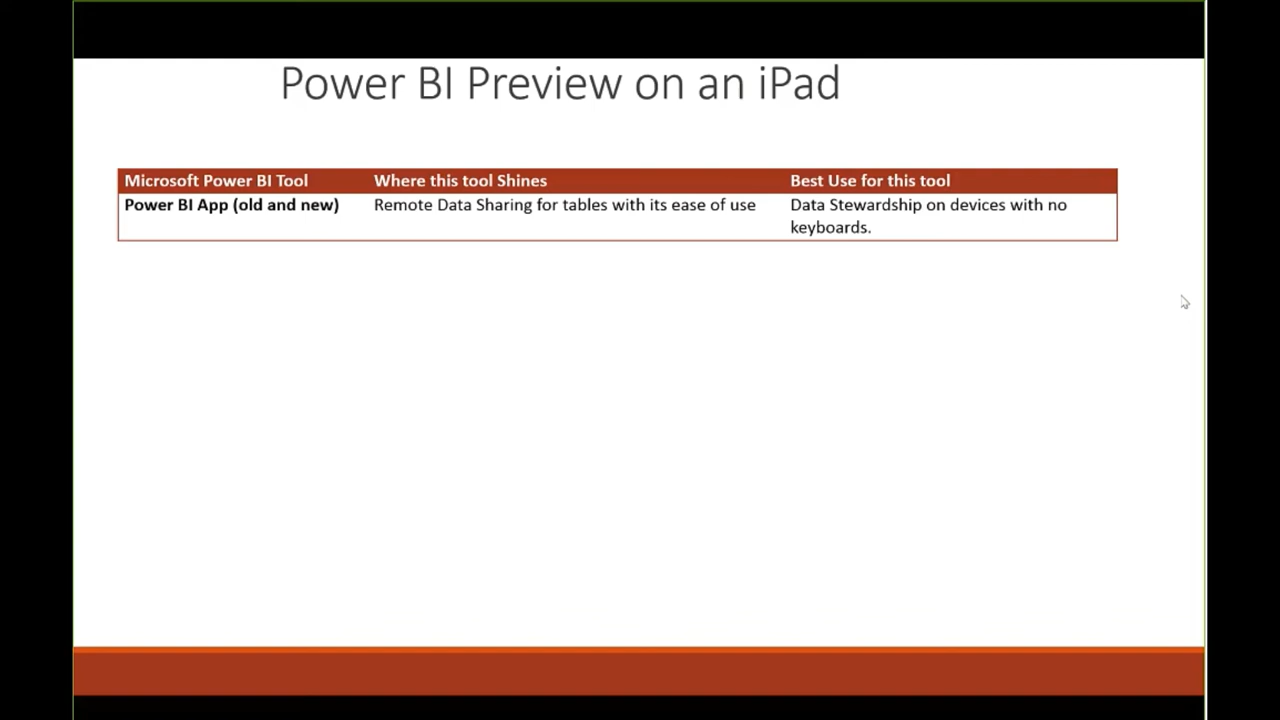 Power BI Preview on an iPad
Microsoft Power BI Tool Where this tool Shines Best Use for this tool
Power BI App (old and new) Remote Data Sharing for tables with its ease of use Data Stewardship on devices with no
keyboards.